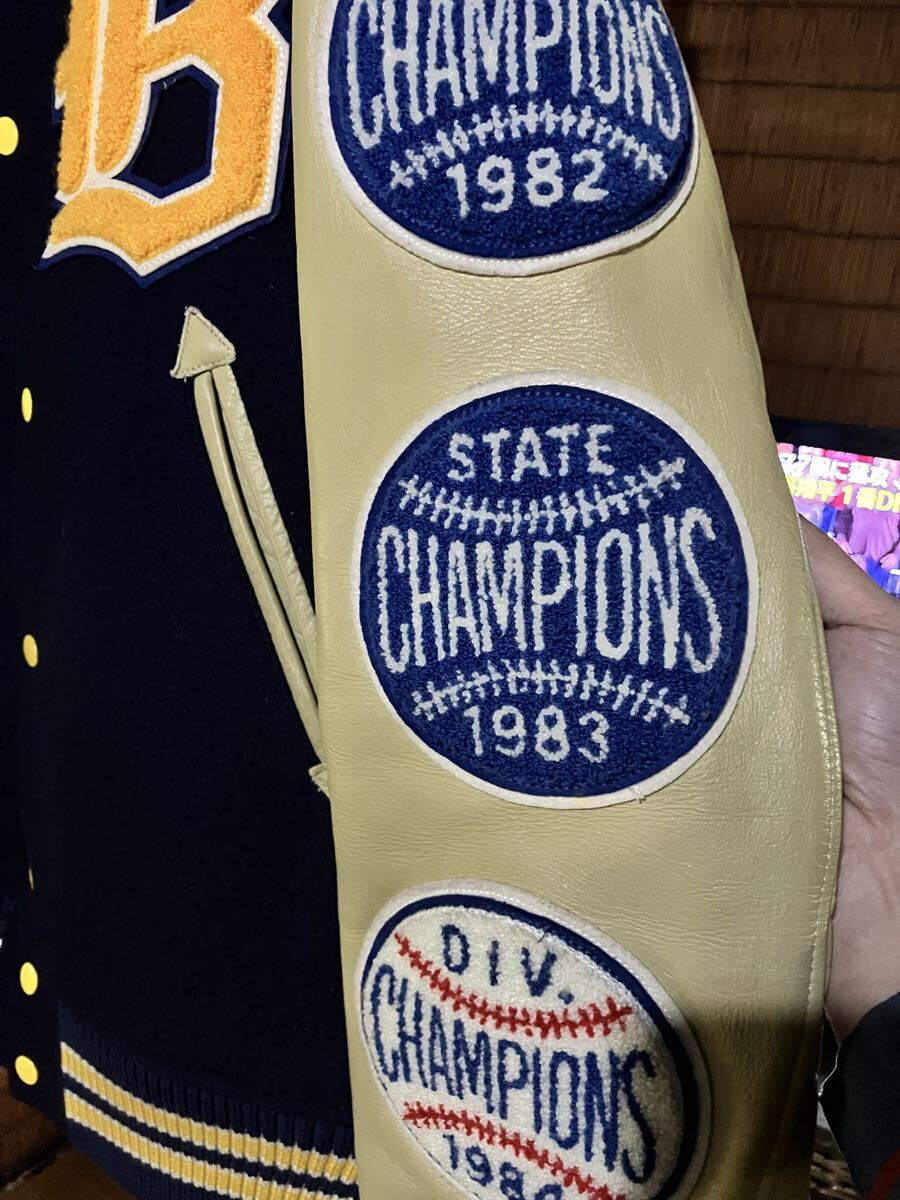 B
CHAMPIONS
1982
STATE
CHAMPIONS
1983
DIV.
CHAMPIONS